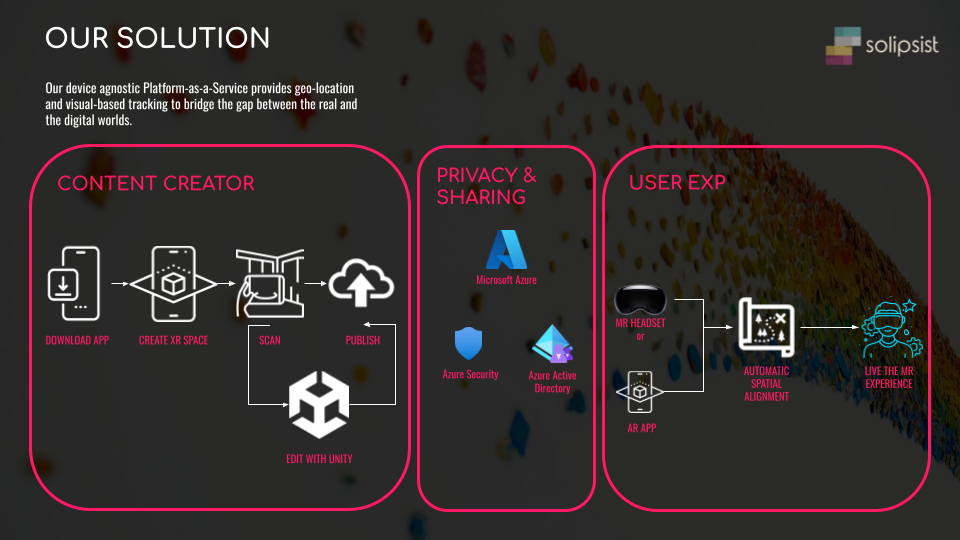 OUR SOLUTION
solipsist
Our device agnostic Platform-as-a-Service provides geo-location
and visual-based tracking to bridge the gap between the real and
the digital worlds.
CONTENT CREATOR
DOWNLOAD APP
CREATE XR SPACE
SCAN
PUBLISH
EDIT WITH UNITY
PRIVACY &
SHARING
Microsoft Azure
Azure Security
Azure Active
Directory
USER EXP
MR HEADSET
or
AR APP
AUTOMATIC
SPATIAL
ALIGNMENT
LIVE THE MR
EXPERIENCE